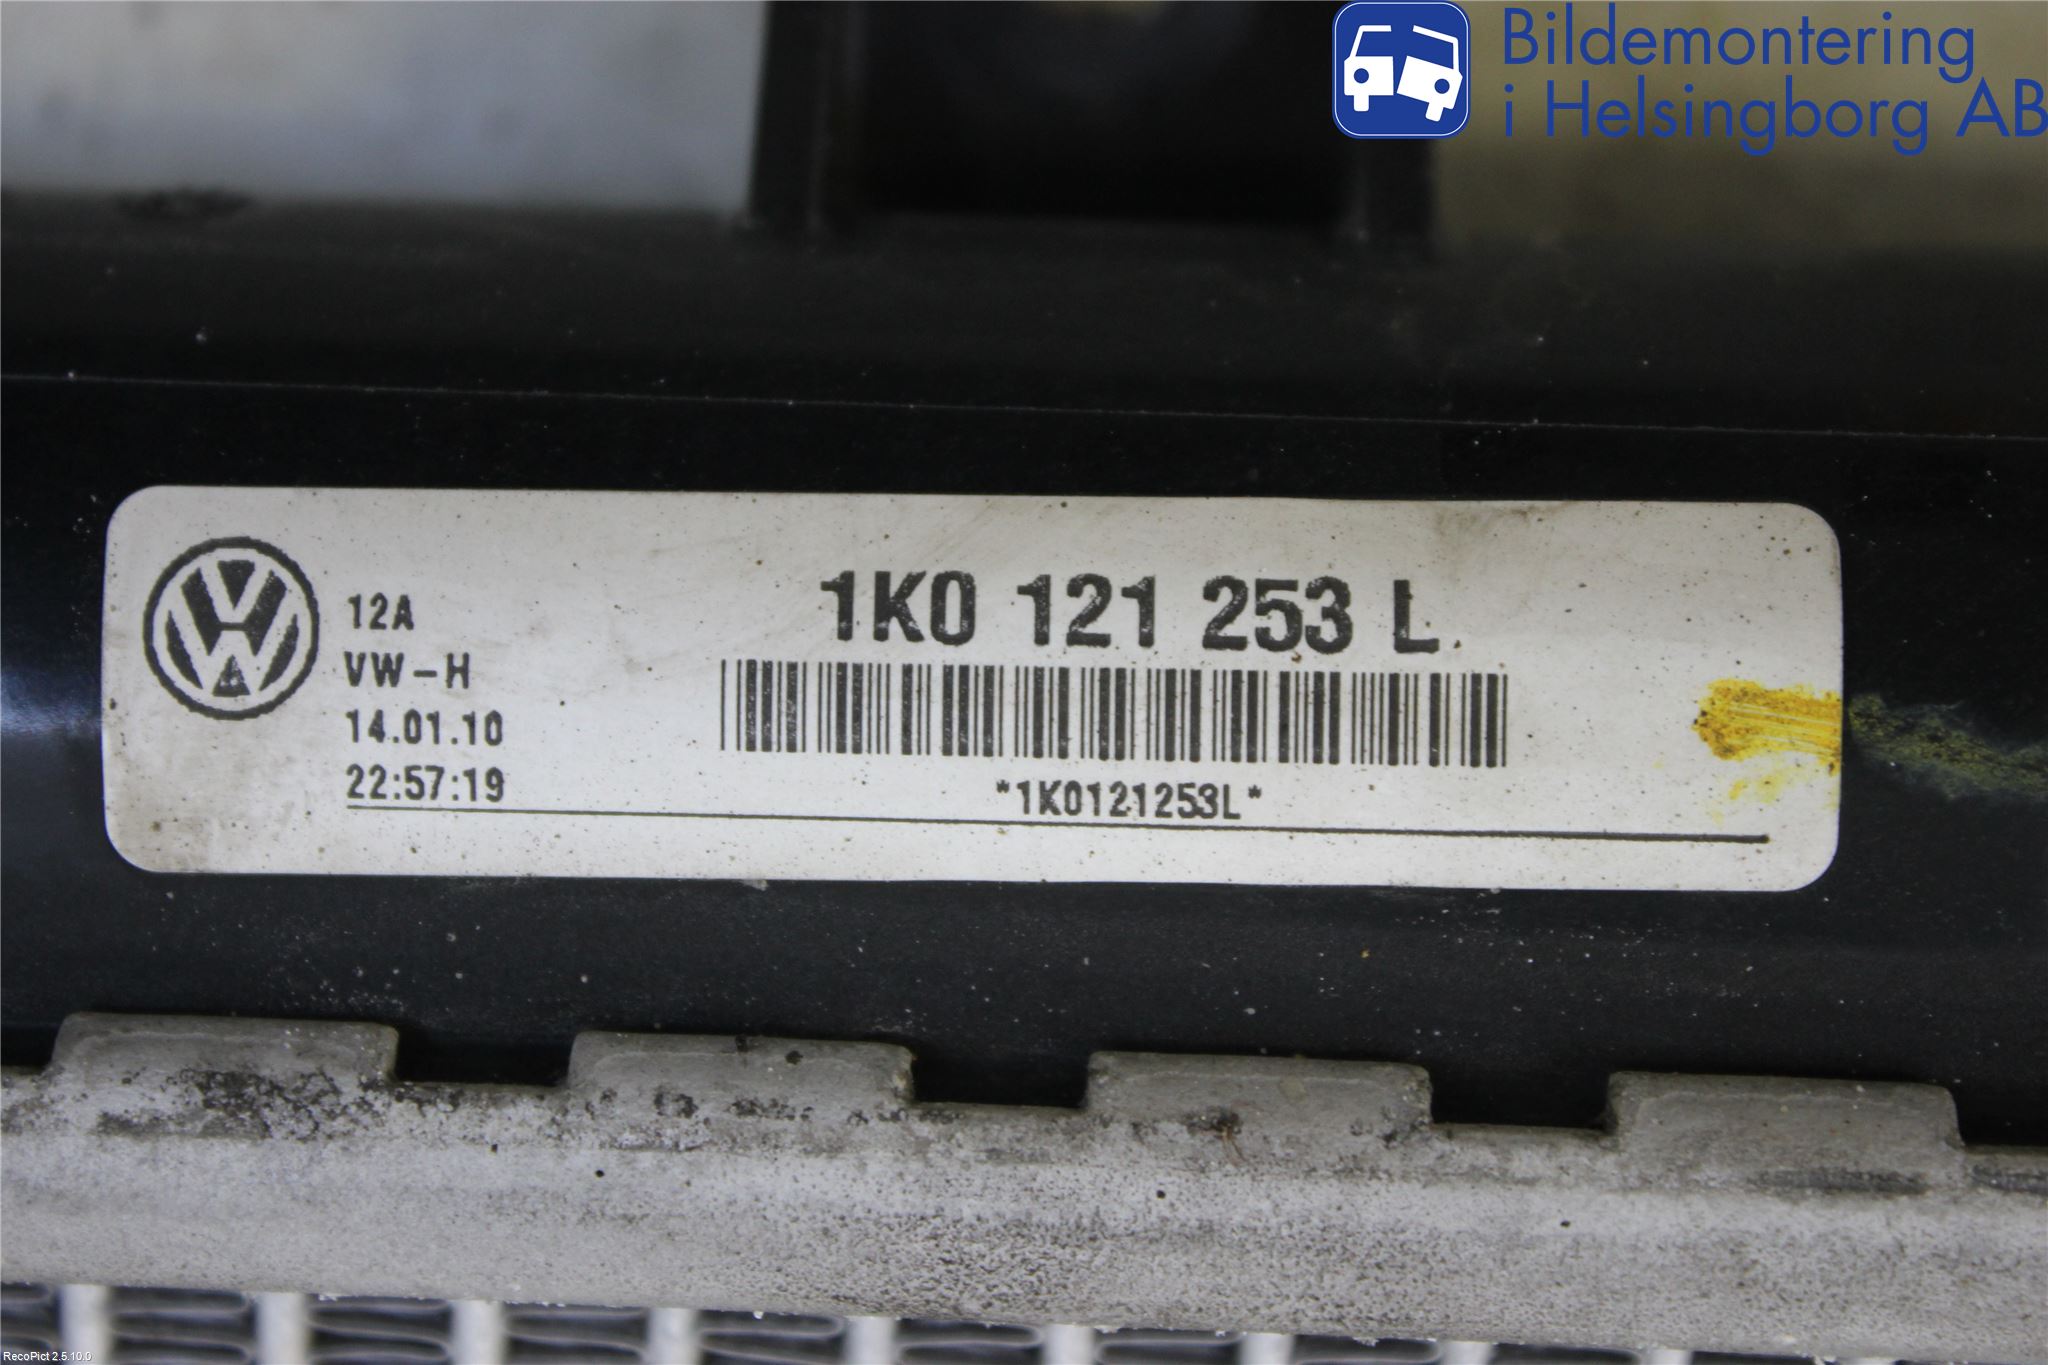 Bildemontering
i Helsingborg AB
12A
VW-H
14.01.10
22:57:19
1K0 121 253 L
*1K0121253L*
RecoPict 2.5.10.0